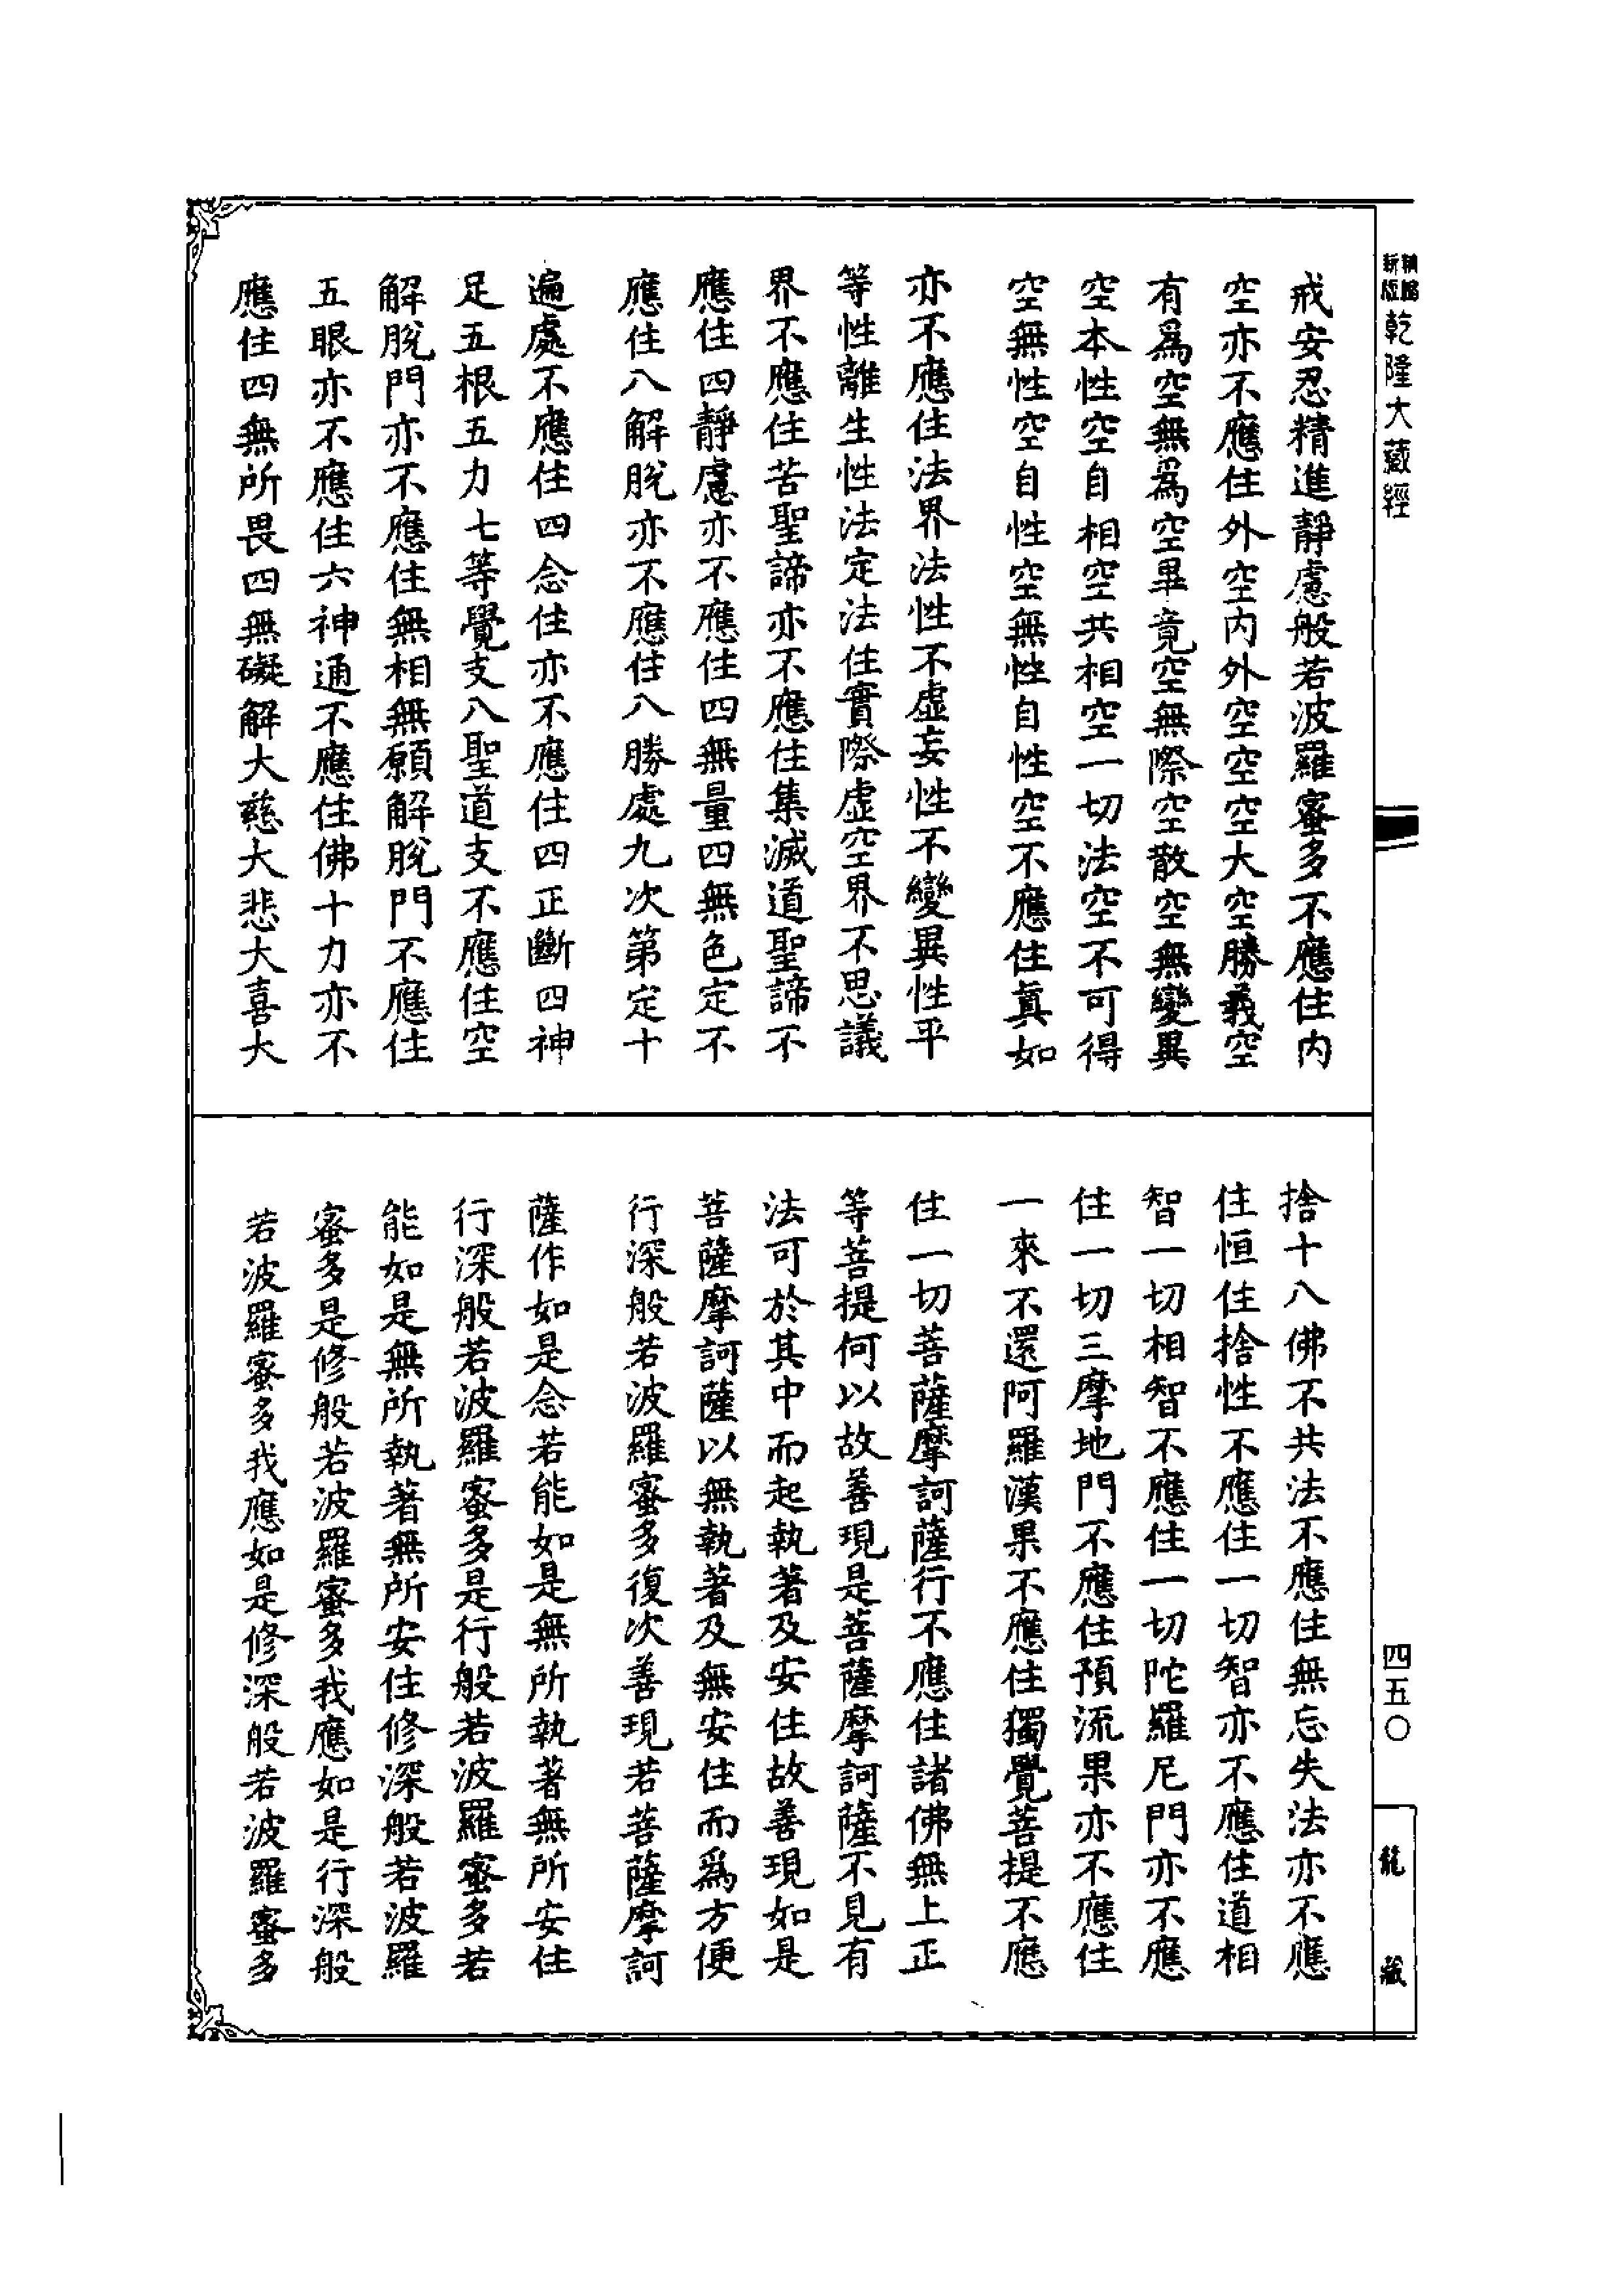 新版
乾隆大藏經
戒安忍精進靜慮般若波羅蜜多不應住內
空亦不應住外空內外空空空大空勝義空
有爲空無爲空畢竟空無際空散空無變異
空本性空自相空共相空一切法空不可得
空無性空自性空無性自性空不應住真如
亦不應住法界法性不虛妄性不變異性平
等性離生性法定法住實際虛空界不思議
界不應住苦聖諦亦不應住集滅道聖諦不
應住四靜慮亦不應住四無量四無色定不
應住八解脫亦不應住八勝處九次第定十
遍處不應住四念住亦不應住四正斷四神
足五根五力七等覺支八聖道支不應住空
解脫門亦不應住無相無願解脫門不應住
五眼亦不應住六神通不應住佛十力亦不
應住四無所畏四無礙解大慈大悲大喜大
捨十八佛不共法不應住無忘失法亦不應
住恒住捨性不應住一切智亦不應住道相
智一切相智不應住一切陀羅尼門亦不應
住一切三摩地門不應住預流果亦不應住
一來不還阿羅漢果不應住獨覺菩提不應
住一切菩薩摩訶薩行不應住諸佛無上正
等菩提何以故善現是菩薩摩訶薩不見有
法可於其中而起執著及安住故善現如是
菩薩摩訶薩以無執著及無安住而爲方便
行深般若波羅蜜多復次善現若菩薩摩訶
薩作如是念若能如是無所執著無所安住
行深般若波羅蜜多是行般若波羅蜜多若
能如是無所執著無所安住修深般若波羅
蜜多是修般若波羅蜜多我應如是行深般
若波羅蜜多我應如是修深般若波羅蜜多
四五〇
龍藏